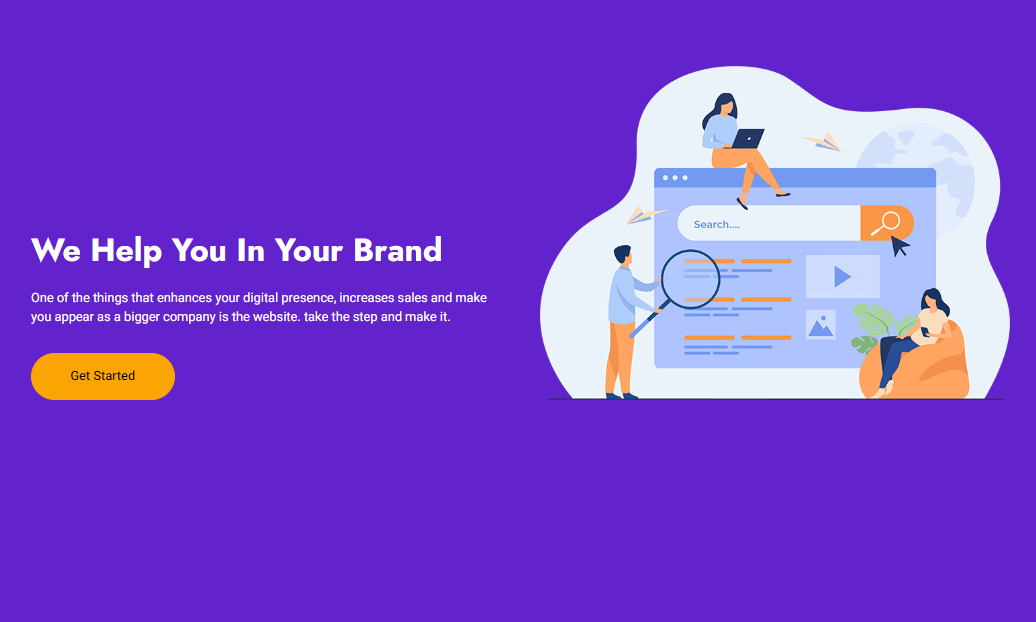 We Help You In Your Brand
One of the things that enhances your digital presence, increases sales and make
you appear as a bigger company is the website. take the step and make it.
Get Started
Search....